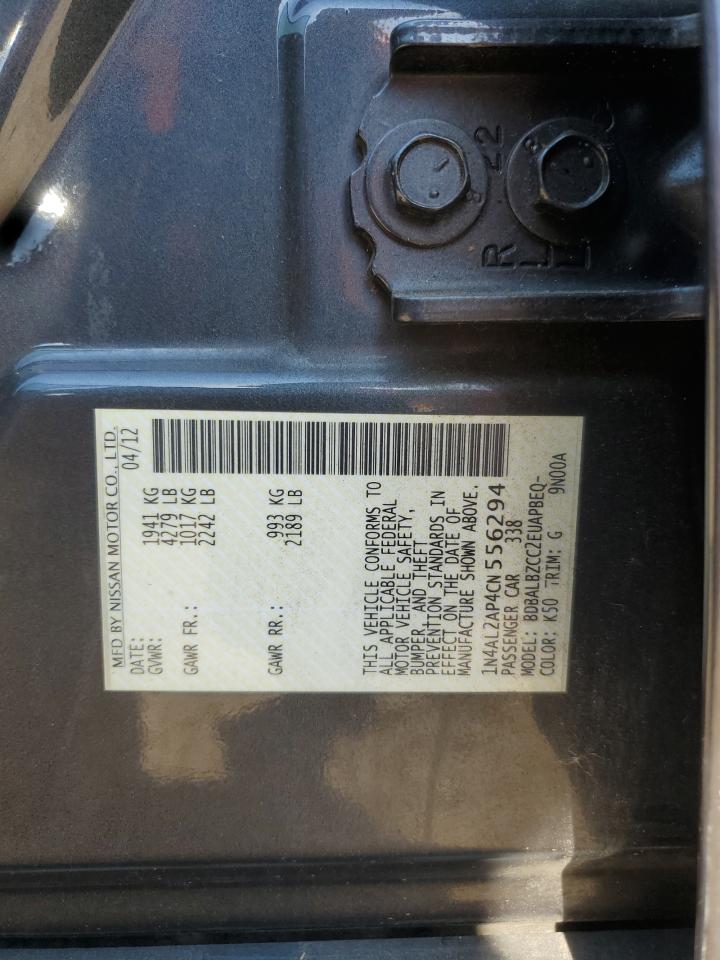 MFD BY NISSAN MOTOR CO., LTD.
DATE: 04/12
GVWR: 1941 KG
4279 LB
GAWR FR.: 1017 KG
2242 LB
GAWR RR.: 993 KG
2189 LB
THIS VEHICLE CONFORMS TO
ALL APPLICABLE FEDERAL
MOTOR VEHICLE SAFETY,
BUMPER, AND THEFT
PREVENTION STANDARDS IN
EFFECT ON THE DATE OF
MANUFACTURE SHOWN ABOVE.
1N4AL2AP4CN556294
PASSENGER CAR 338
MODEL: BDBALBZCC2EUAPBEQ-
COLOR: K50 TRIM: G 9N00A
22
R L